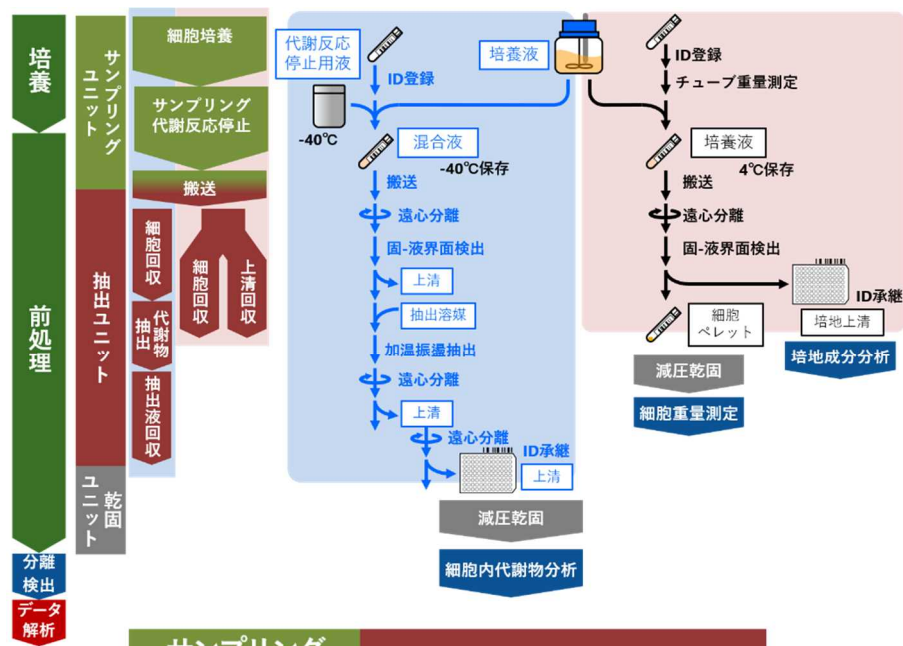 培養
前処理
分離
検出
データ
解析
サンプリング
ユニット
抽出ユニット
乾固
ユニット
細胞培養
サンプリング
代謝反応停止
搬送
細胞回収
代謝物
抽出
抽出液回収
細胞回収
上清回収
代謝反応
停止用液
ID登録
-40℃
混合液
-40℃保存
搬送
遠心分離
固-液界面検出
上清
抽出溶媒
加温振盪抽出
遠心分離
上清
遠心分離
ID承継
上清
減圧乾固
細胞内代謝物分析
培養液
ID登録
チューブ重量測定
培養液
4℃保存
搬送
遠心分離
固-液界面検出
細胞
ペレット
減圧乾固
細胞重量測定
ID承継
培地上清
培地成分分析
サンプリング